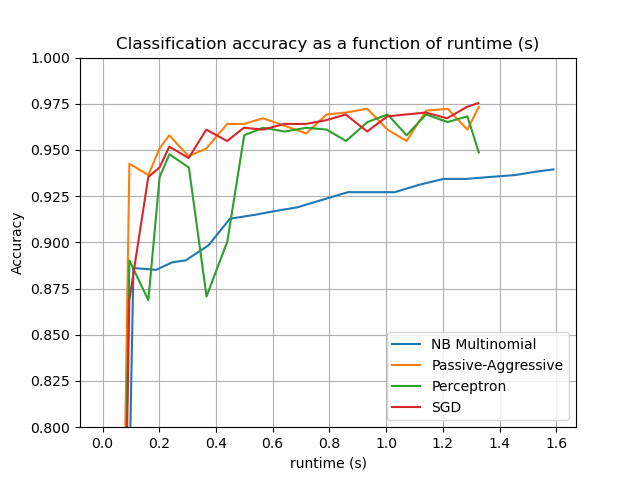 Classification accuracy as a function of runtime (s)
1.000
0.975
0.950
0.925
0.900
0.875
0.850
0.825
0.800
Accuracy
0.0 0.2 0.4 0.6 0.8 1.0 1.2 1.4 1.6
runtime (s)
NB Multinomial
Passive-Aggressive
Perceptron
SGD